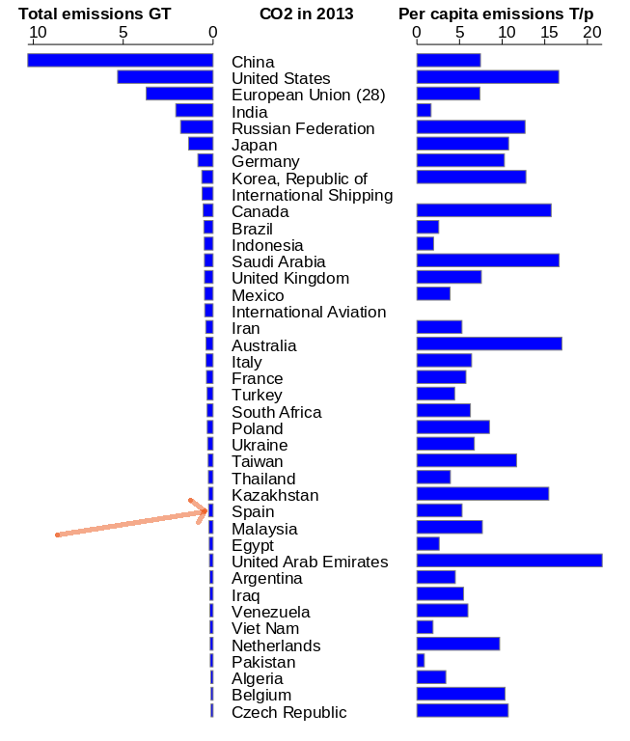 Total emissions GT CO2 in 2013 Per capita emissions T/p
10 5 0 0 5 10 15 20
China
United States
European Union (28)
India
Russian Federation
Japan
Germany
Korea, Republic of
International Shipping
Canada
Brazil
Indonesia
Saudi Arabia
United Kingdom
Mexico
International Aviation
Iran
Australia
Italy
France
Turkey
South Africa
Poland
Ukraine
Taiwan
Thailand
Kazakhstan
Spain
Malaysia
Egypt
United Arab Emirates
Argentina
Iraq
Venezuela
Viet Nam
Netherlands
Pakistan
Algeria
Belgium
Czech Republic